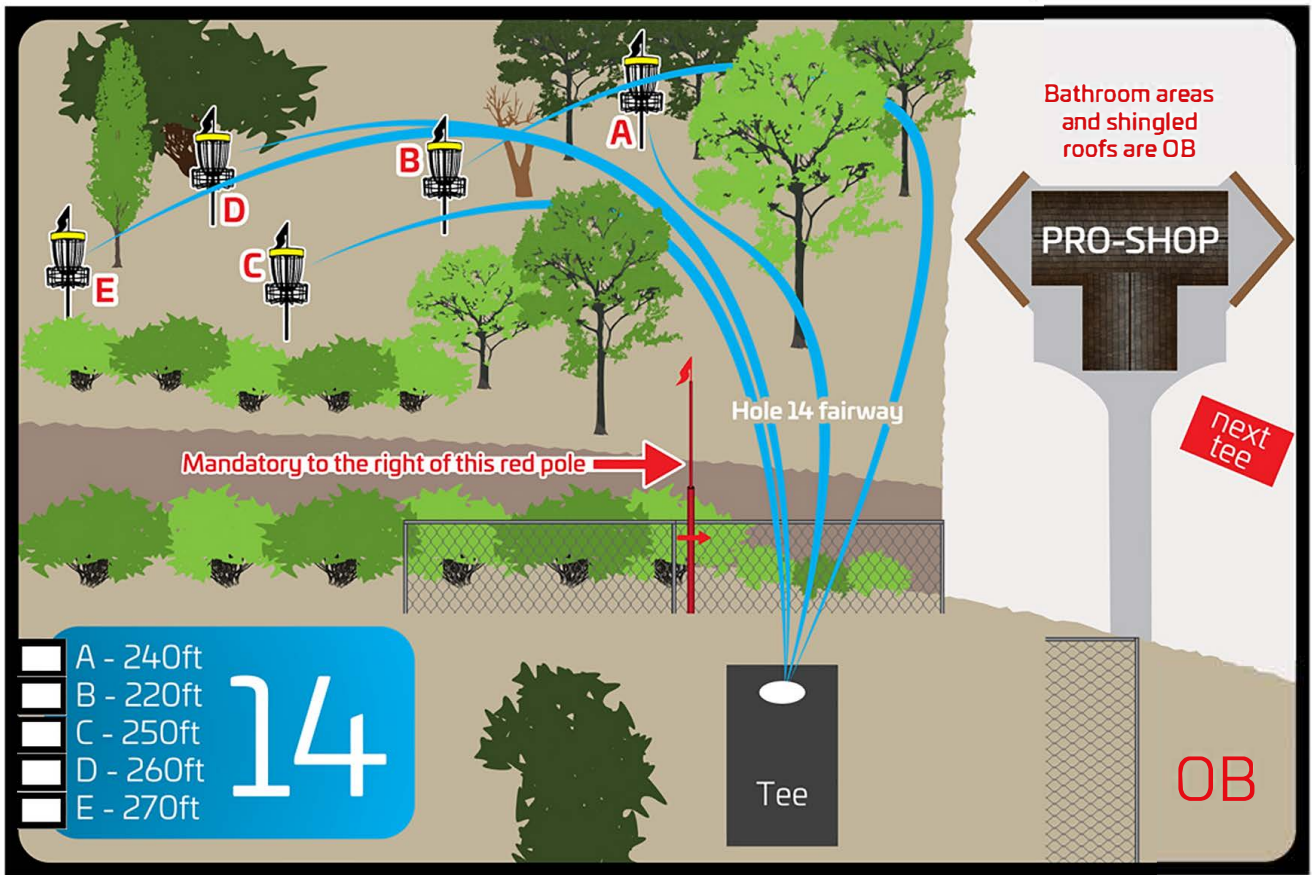 Bathroom areas
and shingled
roofs are OB
A
B
PRO-SHOP
D
C
E
Hole 14 fairway
next
tee
Mandatory to the right of this red pole
A - 240ft
B - 220ft
C - 250ft
D - 260ft
E - 270ft
14
Tee
OB